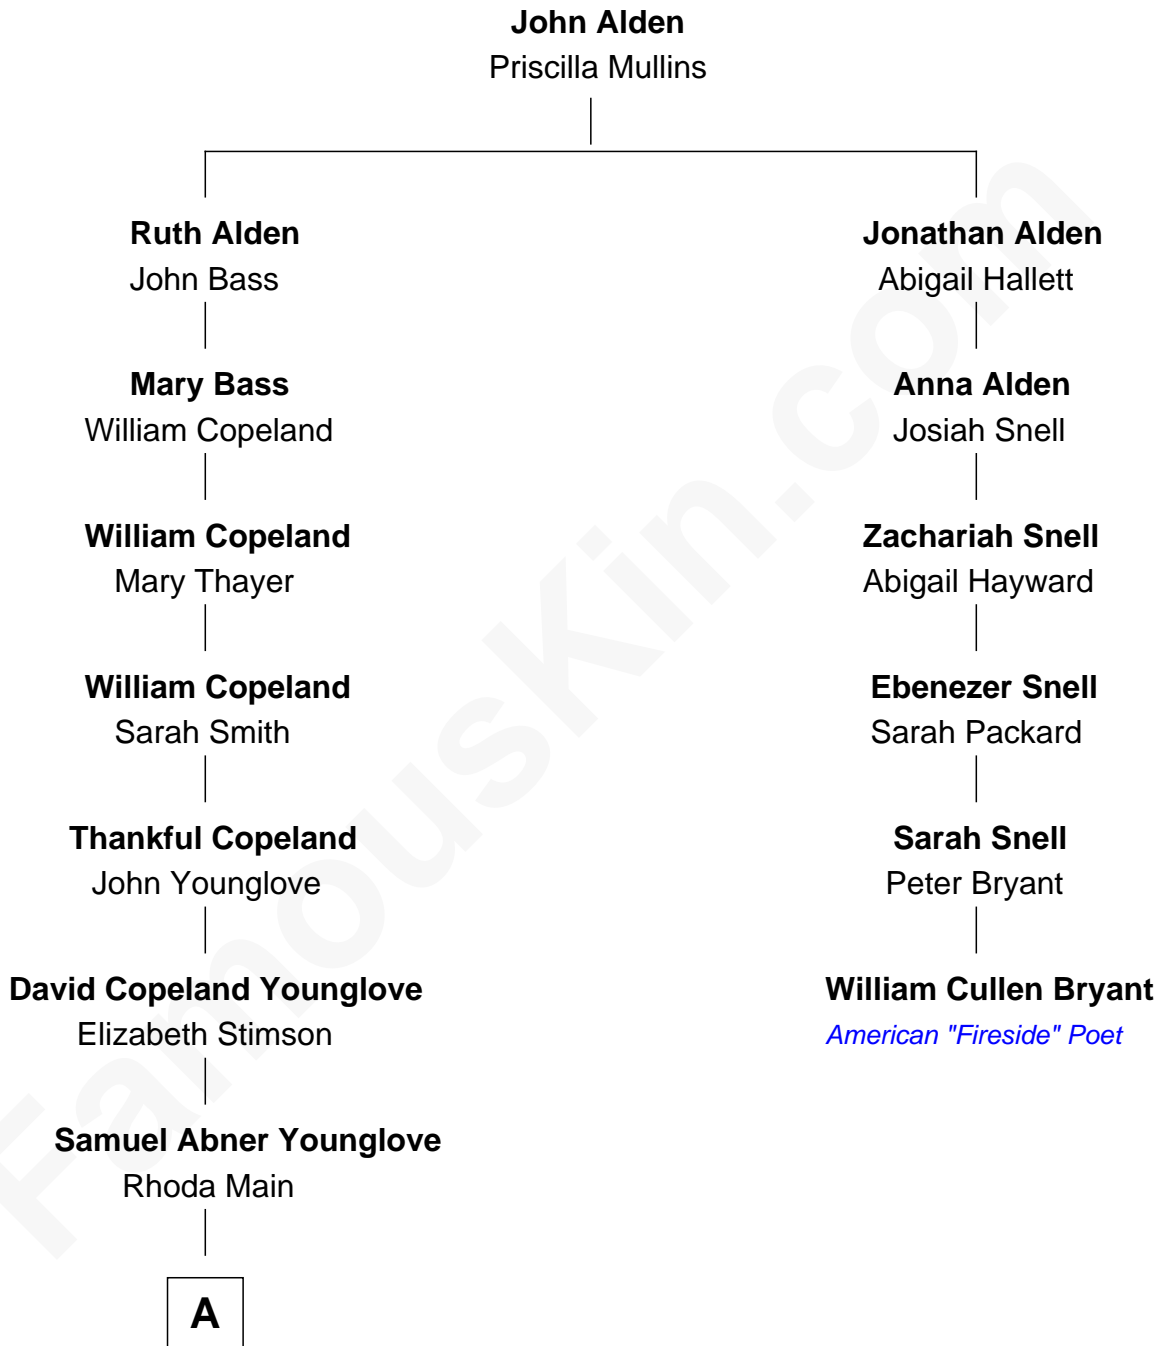 John Alden
Priscilla Mullins
Ruth Alden
John Bass
Jonathan Alden
Abigail Hallett
Mary Bass
William Copeland
Anna Alden
Josiah Snell
William Copeland
Mary Thayer
Zachariah Snell
Abigail Hayward
William Copeland
Sarah Smith
Ebenezer Snell
Sarah Packard
Thankful Copeland
John Younglove
Sarah Snell
Peter Bryant
David Copeland Younglove
Elizabeth Stimson
William Cullen Bryant
American "Fireside" Poet
Samuel Abner Younglove
Rhoda Main
A
FamousKin.com